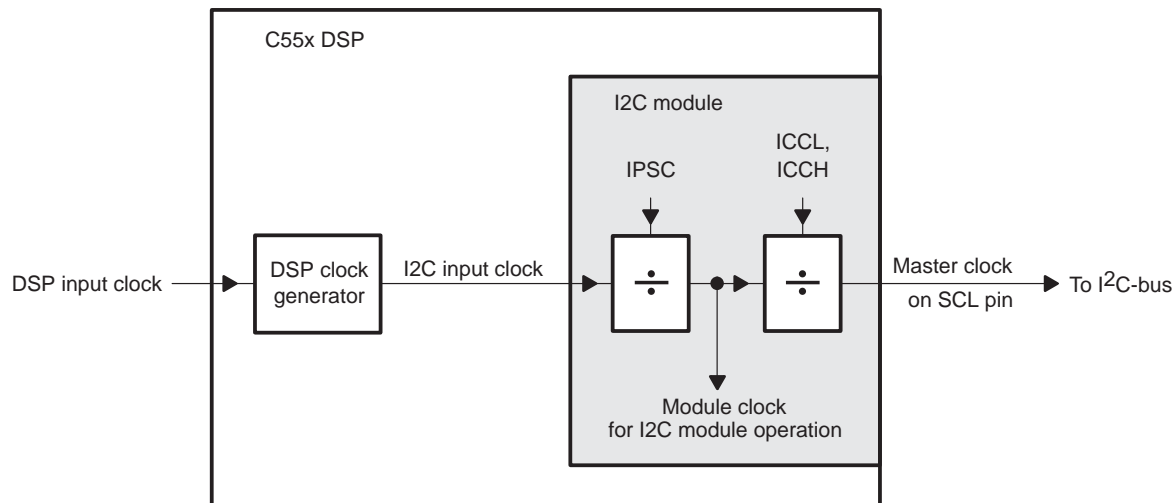 C55x DSP
I2C module
ICCL,
ICCH
IPSC
DSP input clock
DSP clock
generator
I2C input clock
÷
÷
Master clock
on SCL pin
To I2C-bus
Module clock
for I2C module operation